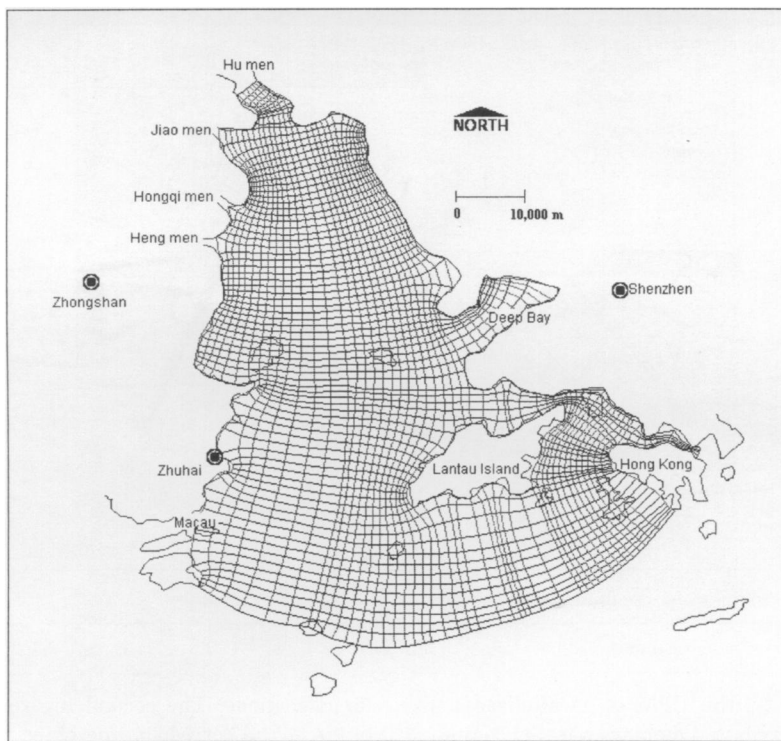 Hu men
NORTH
Jiao men
0 10,000 m
Hongqi men
Heng men
Zhongshan
Shenzhen
Deep Bay
Zhuhai
Lantau Island
Hong Kong
Macau